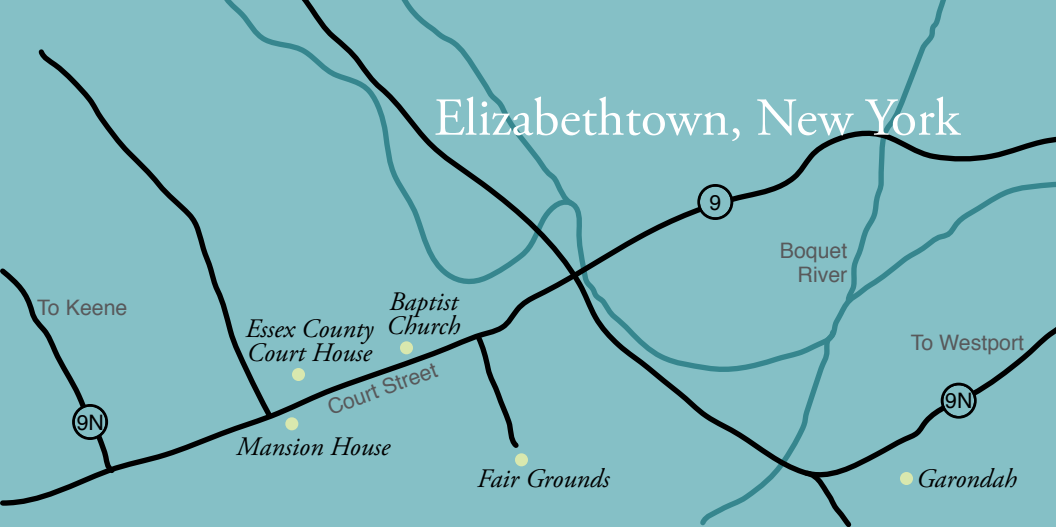 Elizabethtown, New York
9
Boquet
River
To Keene
Baptist
Church
Essex County
Court House
To Westport
Court Street
9N
9N
Mansion House
Fair Grounds
Garondah